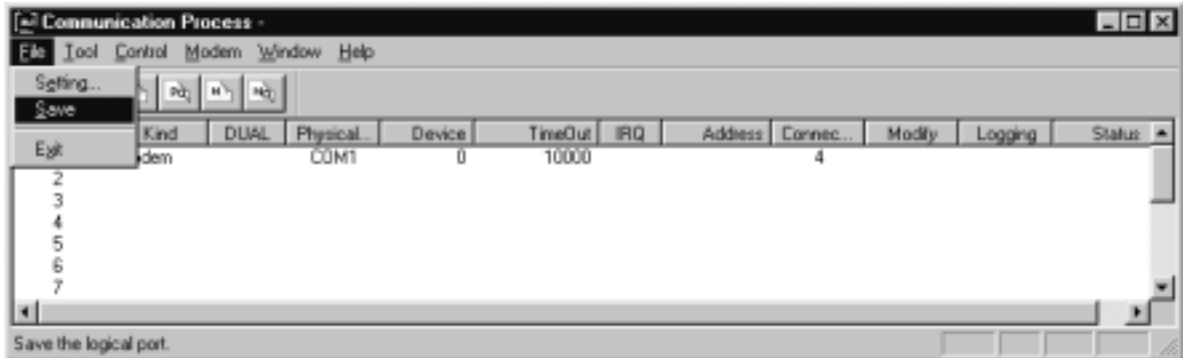 Communication Process -
File Tool Control Modem Window Help
Setting...
Save
Exit
Kind DUAL Physical... Device TimeOut IRQ Address Connec... Modify Logging Status
dem COM1 0 10000 4
2
3
4
5
6
7
Save the logical port.